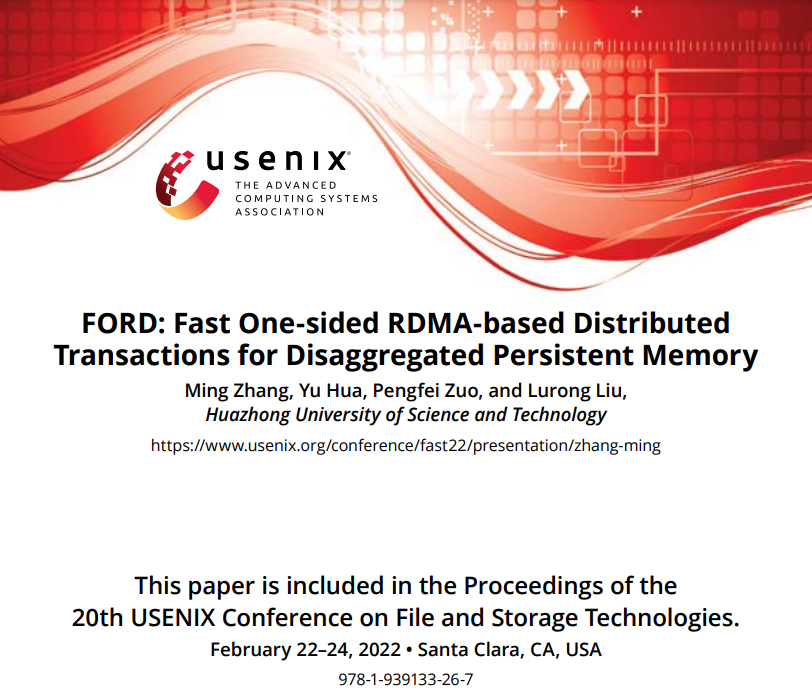 usenix®
THE ADVANCED
COMPUTING SYSTEMS
ASSOCIATION
FORD: Fast One-sided RDMA-based Distributed
Transactions for Disaggregated Persistent Memory
Ming Zhang, Yu Hua, Pengfei Zuo, and Lurong Liu,
Huazhong University of Science and Technology
https://www.usenix.org/conference/fast22/presentation/zhang-ming
This paper is included in the Proceedings of the
20th USENIX Conference on File and Storage Technologies.
February 22–24, 2022 • Santa Clara, CA, USA
978-1-939133-26-7